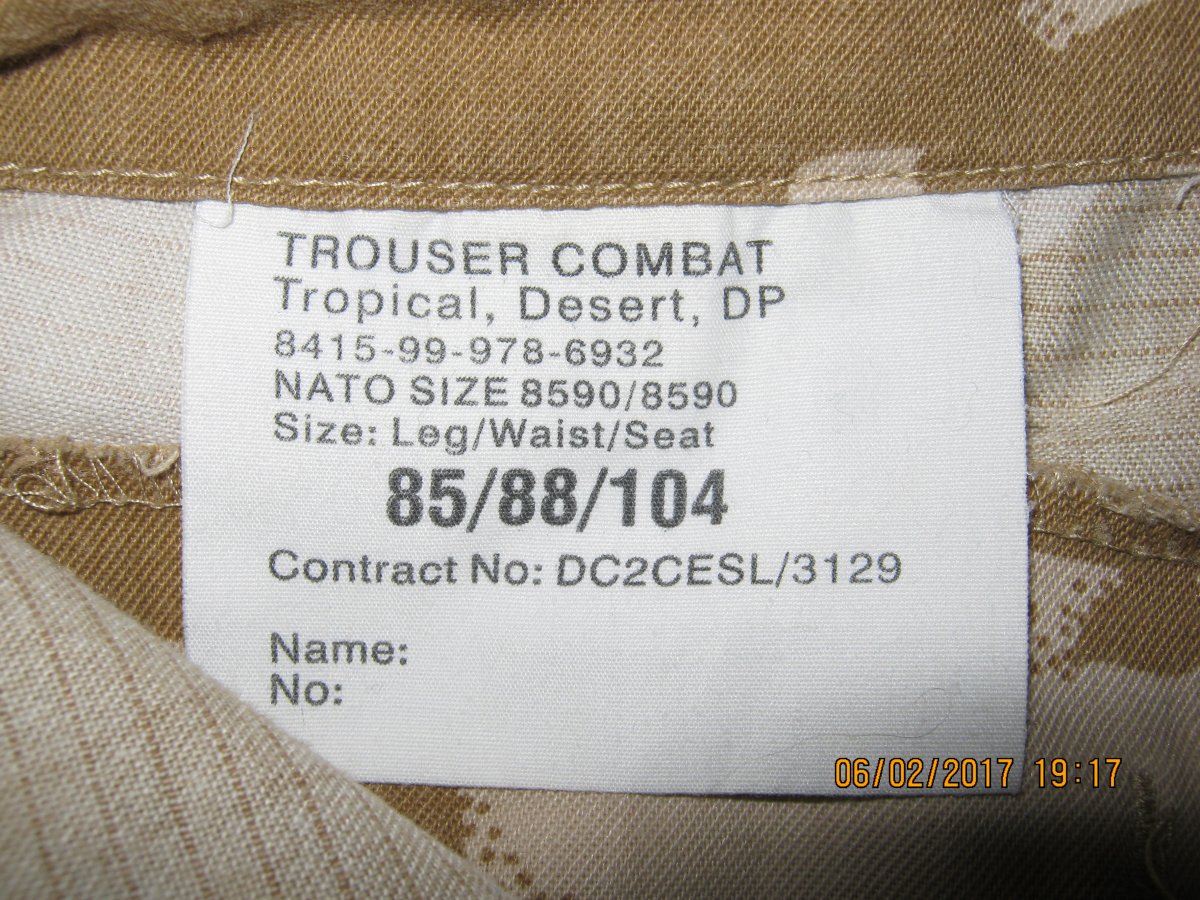 TROUSER COMBAT
Tropical, Desert, DP
8415-99-978-6932
NATO SIZE 8590/8590
Size: Leg/Waist/Seat
85/88/104
Contract No: DC2CESL/3129
Name:
No:
06/02/2017 19:17